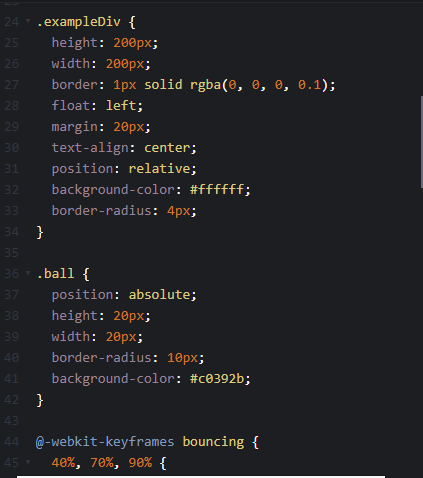 24 .exampleDiv {
25 height: 200px;
26 width: 200px;
27 border: 1px solid rgba(0, 0, 0, 0.1);
28 float: left;
29 margin: 20px;
30 text-align: center;
31 position: relative;
32 background-color: #ffffff;
33 border-radius: 4px;
34 }
35
36 .ball {
37 position: absolute;
38 height: 20px;
39 width: 20px;
40 border-radius: 10px;
41 background-color: #c0392b;
42 }
43
44 @-webkit-keyframes bouncing {
45 40%, 70%, 90% {